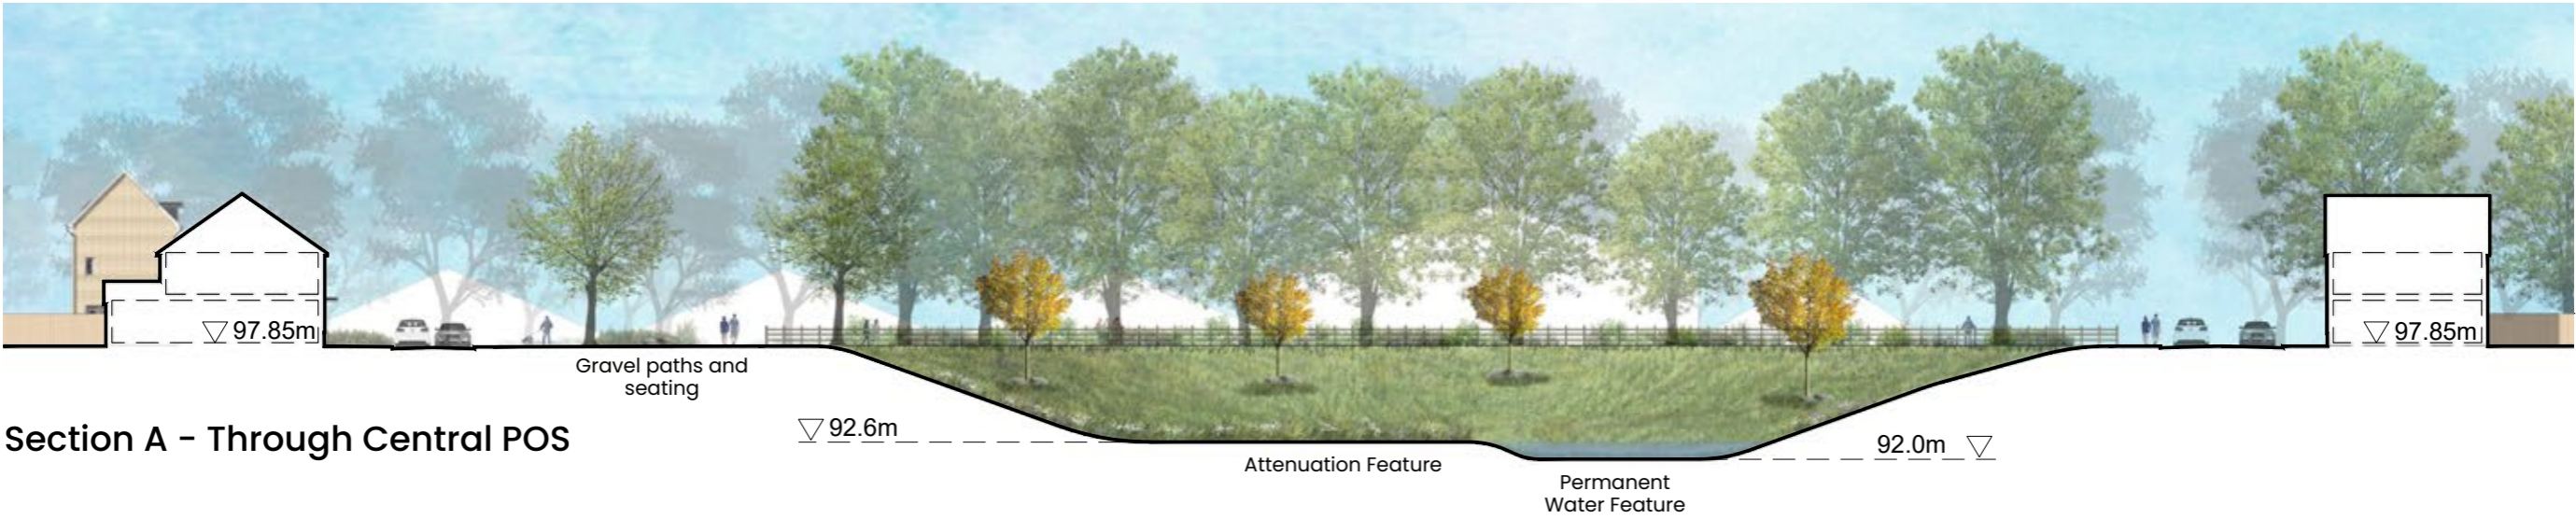 97.85m
97.85m
Gravel paths and
seating
92.6m
Section A - Through Central POS
92.0m
Attenuation Feature
Permanent
Water Feature